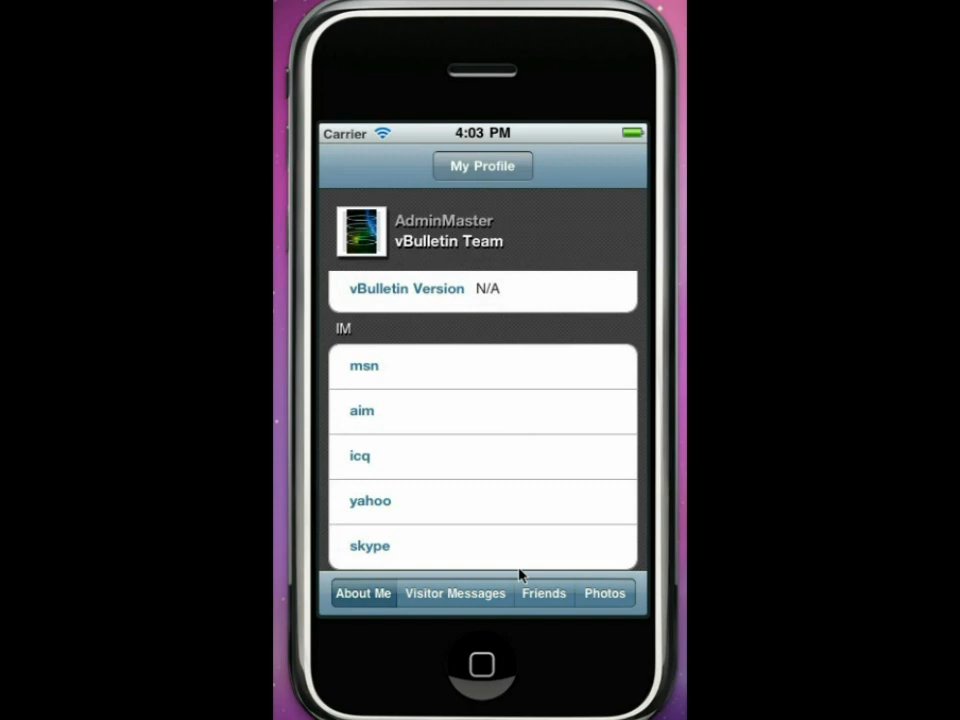 Carrier 4:03 PM
My Profile
AdminMaster
vBulletin Team
vBulletin Version N/A
IM
msn
aim
icq
yahoo
skype
About Me Visitor Messages Friends Photos